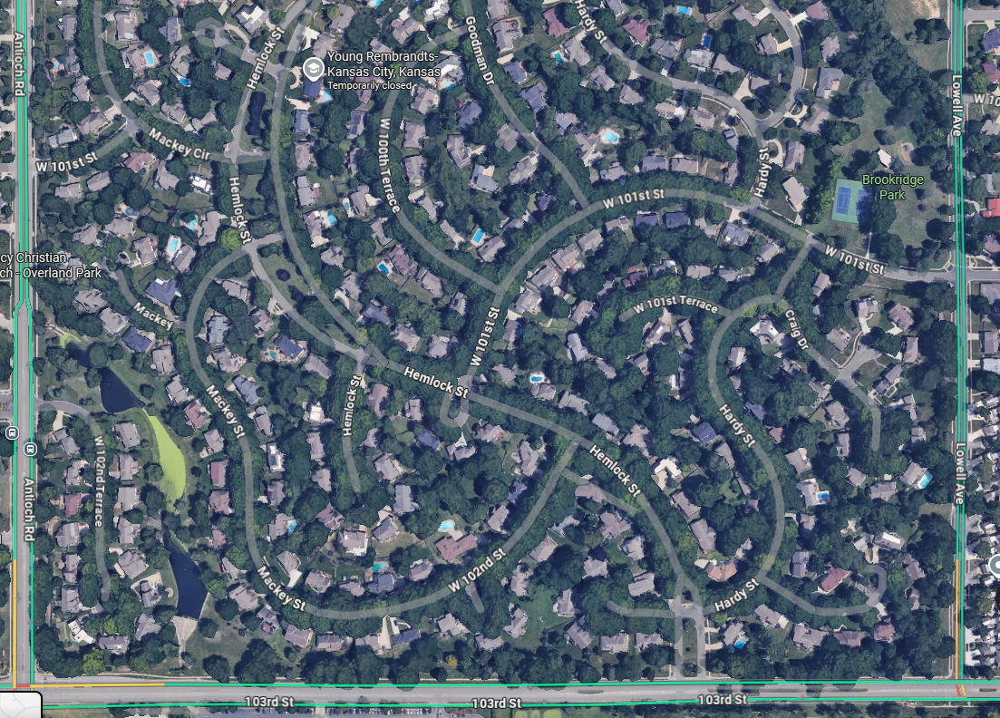 Antioch Rd
Hemlock St
Young Rembrandts-
Kansas City, Kansas
Temporarily closed
Goodman Dr
Hardy St
Lowell Ave
W 10
W 100th Terrace
Mackey Cir
W 101st St
Hemlock St
Hardy St
W 101st St
Brookridge
Park
W 101st St
cy Christian
ch - Overland Park
Mackey
W 101st St
W 101st Terrace
Craig Dr
Hemlock St
Hemlock St
Mackey St
Hardy St
Hemlock St
W 102nd Terrace
Lowell Ave
Antioch Rd
W 102nd St
Mackey St
Hardy St
103rd St
103rd St
103rd St